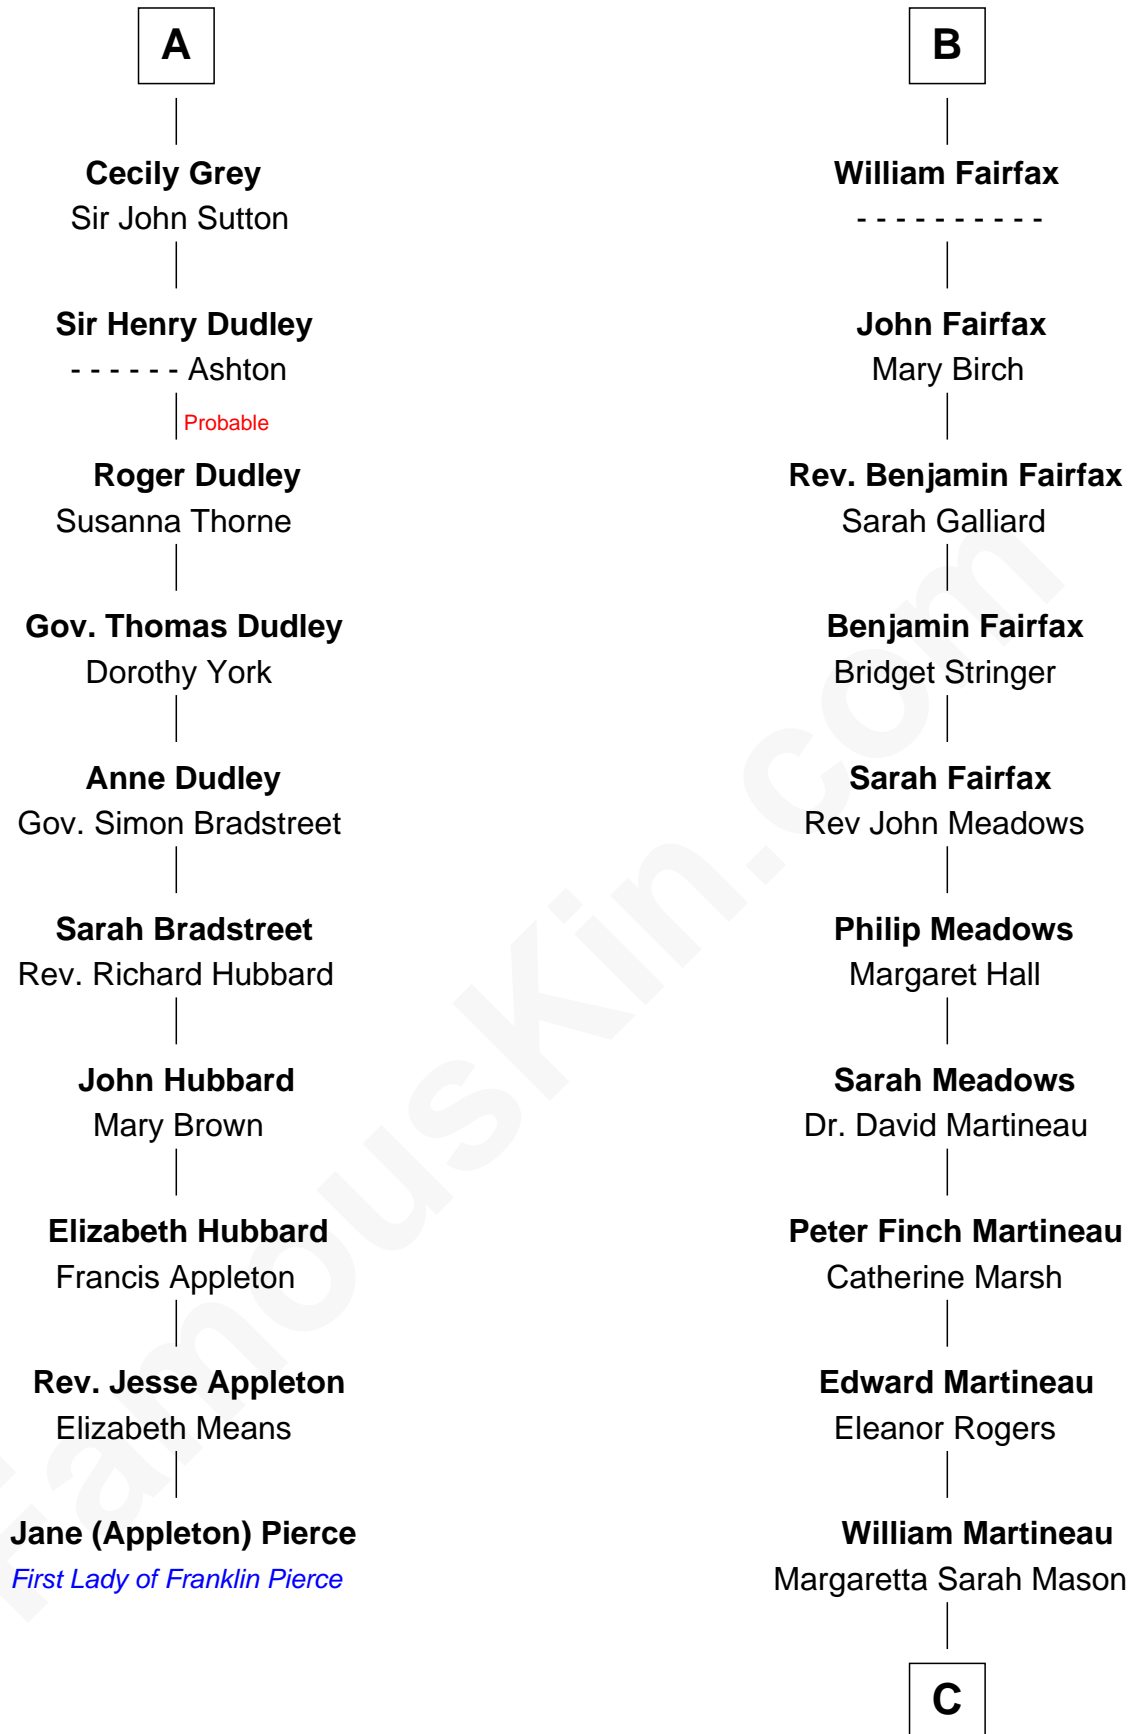 A
Cecily Grey
Sir John Sutton
Sir Henry Dudley
- - - - - - Ashton
Probable
Roger Dudley
Susanna Thorne
Gov. Thomas Dudley
Dorothy York
Anne Dudley
Gov. Simon Bradstreet
Sarah Bradstreet
Rev. Richard Hubbard
John Hubbard
Mary Brown
Elizabeth Hubbard
Francis Appleton
Rev. Jesse Appleton
Elizabeth Means
Jane (Appleton) Pierce
First Lady of Franklin Pierce
B
William Fairfax
- - - - - - - - - -
John Fairfax
Mary Birch
Rev. Benjamin Fairfax
Sarah Galliard
Benjamin Fairfax
Bridget Stringer
Sarah Fairfax
Rev John Meadows
Philip Meadows
Margaret Hall
Sarah Meadows
Dr. David Martineau
Peter Finch Martineau
Catherine Marsh
Edward Martineau
Eleanor Rogers
William Martineau
Margaretta Sarah Mason
C
FamousKin.com